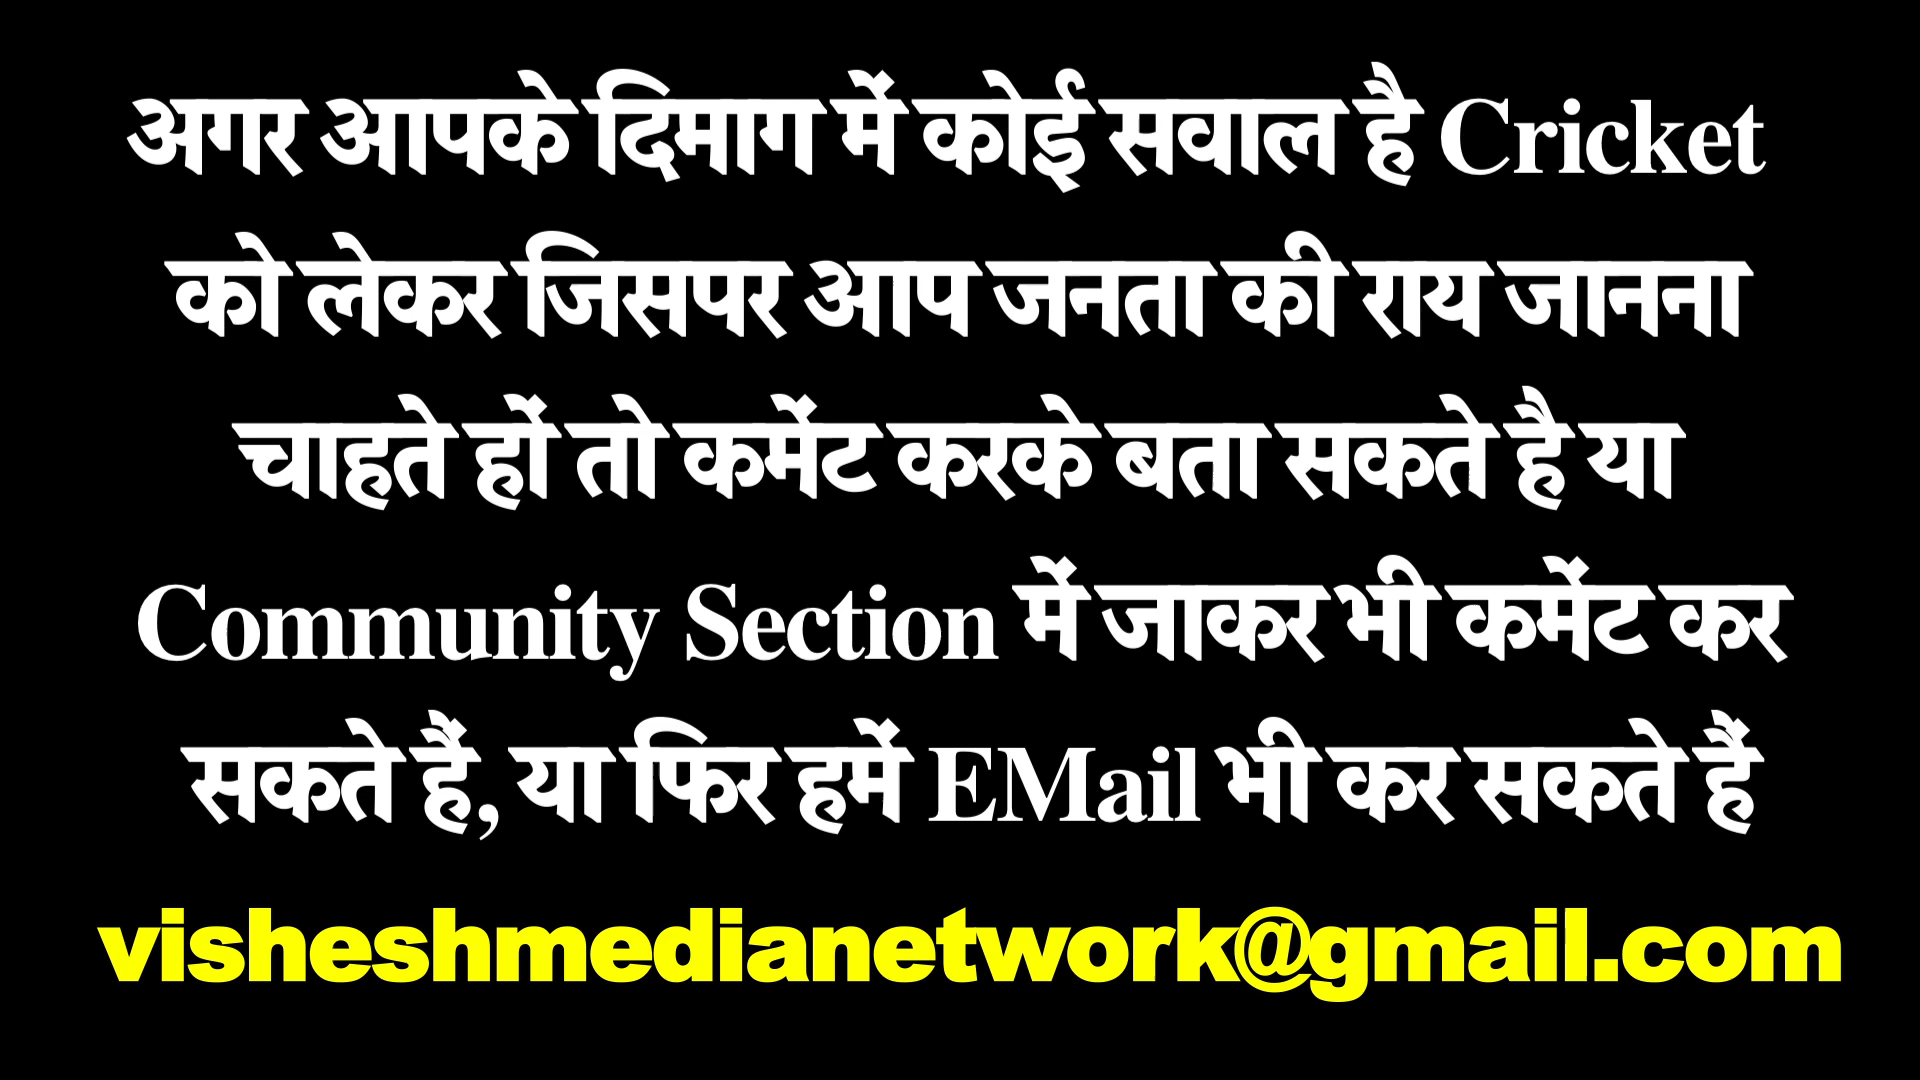 अगर आपके दिमाग में कोई सवाल है Cricket
को लेकर जिसपर आप जनता की राय जानना
चाहते हों तो कमेंट करके बता सकते है या
Community Section में जाकर भी कमेंट कर
सकते हैं, या फिर हमें EMail भी कर सकते हैं
visheshmedianetwork@gmail.com